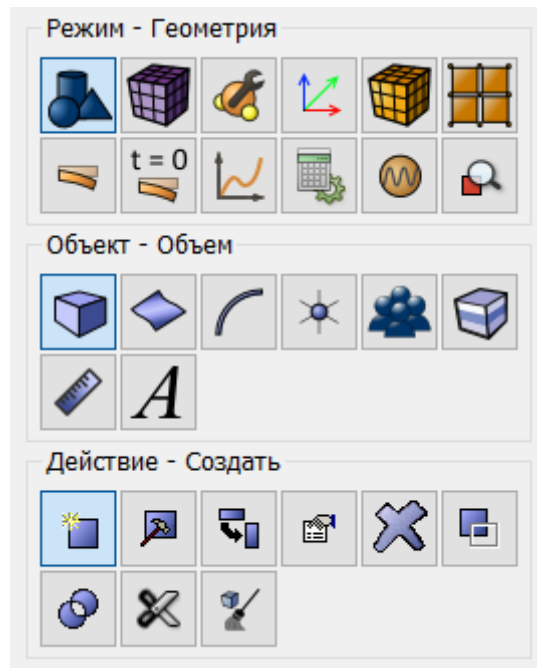 Режим - Геометрия
t = 0
Объект - Объем
A
Действие - Создать